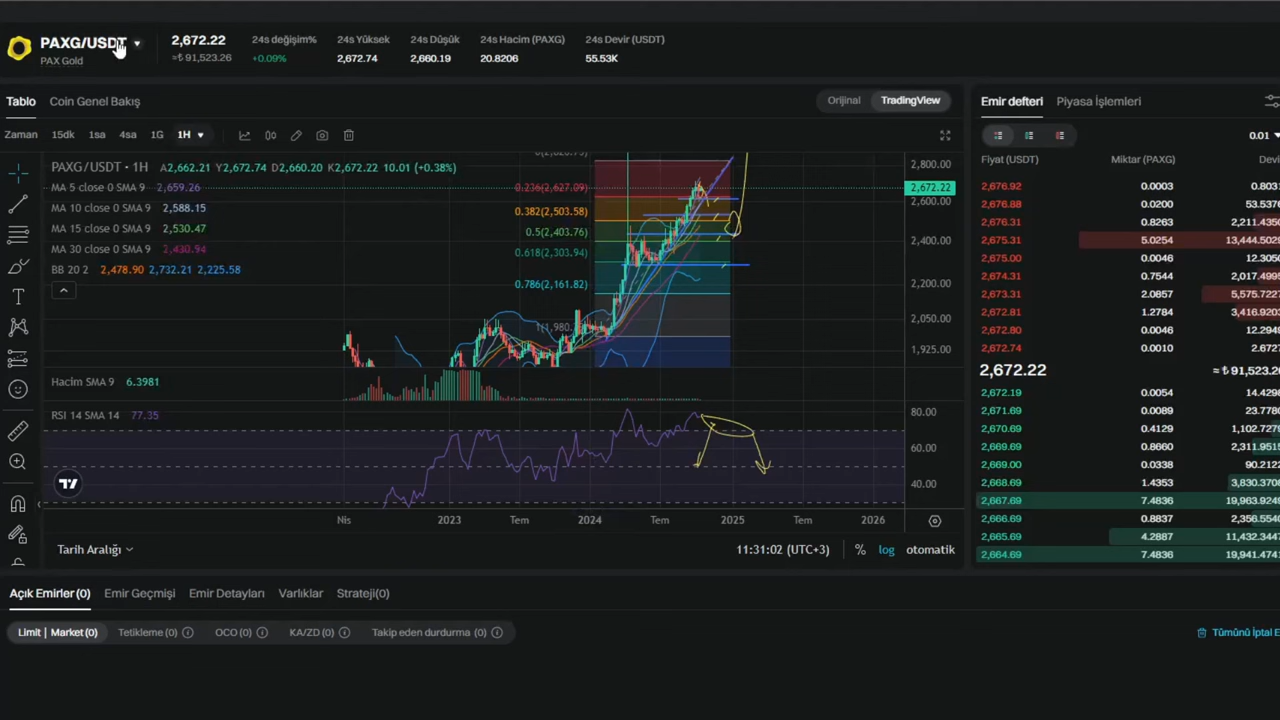 PAXG/USDT
PAX Gold
2,672.22
≈₺ 91,523.26
24s değişim%
+0.09%
24s Yüksek
2,672.74
24s Düşük
2,660.19
24s Hacim (PAXG)
20.8206
24s Devir (USDT)
55.53K
Tablo Coin Genel Bakış
Orijinal TradingView
Zaman 15dk 1sa 4sa 1G 1H
PAXG/USDT · 1H A2,662.21 Y2,672.74 D2,660.20 K2,672.22 10.01 (+0.38%)
MA 5 close 0 SMA 9 2,659.26
MA 10 close 0 SMA 9 2,588.15
MA 15 close 0 SMA 9 2,530.47
MA 30 close 0 SMA 9 2,430.94
BB 20 2 2,478.90 2,732.21 2,225.58
0.236(2,627.09)
0.382(2,503.58)
0.5(2,403.76)
0.618(2,303.94)
0.786(2,161.82)
2,800.00
2,672.22
2,600.00
2,400.00
2,200.00
2,050.00
1,925.00
Hacim SMA 9 6.3981
RSI 14 SMA 14 77.35
80.00
60.00
40.00
Nis 2023 Tem 2024 Tem 2025 Tem 2026
Tarih Aralığı
11:31:02 (UTC+3) % log otomatik
Emir defteri Piyasa İşlemleri
0.01
Fiyat (USDT) Miktar (PAXG)
2,676.92 0.0003
2,676.88 0.0200
2,676.31 0.8263
2,675.31 5.0254
2,675.00 0.0046
2,674.31 0.7544
2,673.31 2.0857
2,672.81 1.2784
2,672.80 0.0046
2,672.74 0.0010
2,672.22 ≈ ₺ 91,523.26
2,672.19 0.0054
2,671.69 0.0089
2,670.69 0.4129
2,669.69 0.8660
2,669.00 0.0338
2,668.69 1.4353
2,667.69 7.4836
2,666.69 0.8837
2,665.69 4.2887
2,664.69 7.4836
Açık Emirler(0) Emir Geçmişi Emir Detayları Varlıklar Strateji(0)
Limit | Market(0) Tetikleme (0) OCO(0) KA/ZD (0) Takip eden durdurma (0)
Tümünü İptal E